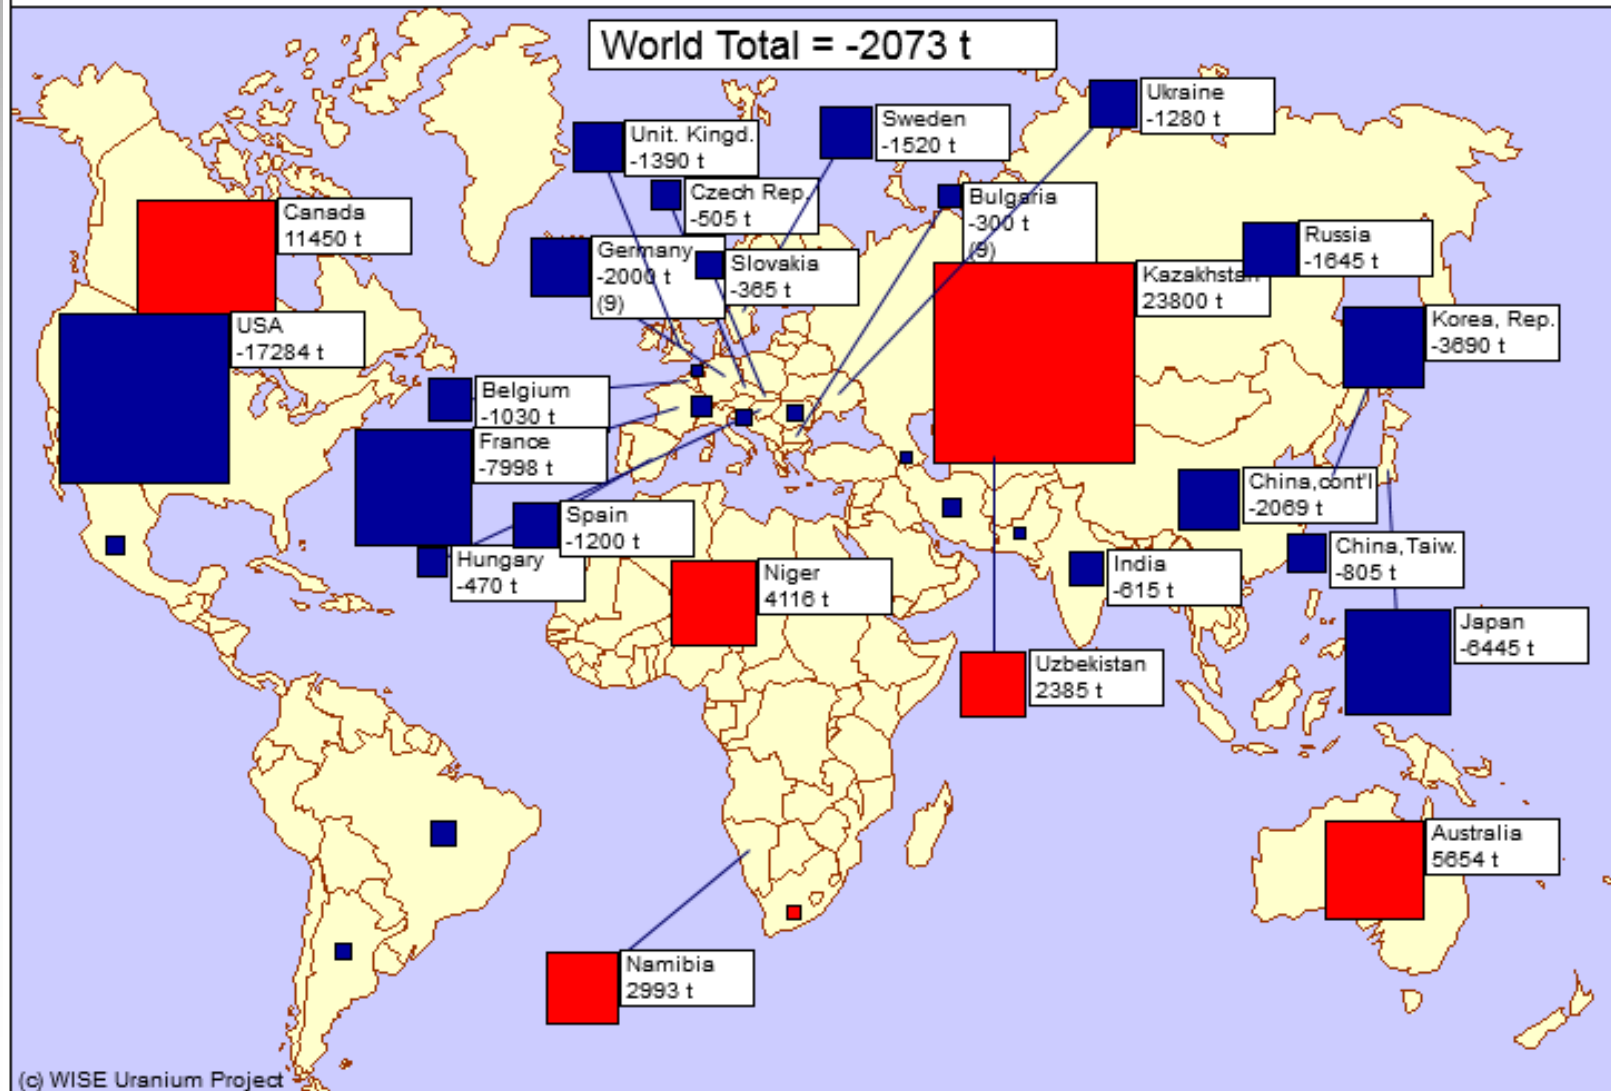 World Total = -2073 t
Ukraine
-1280 t
Sweden
-1520 t
Unit. Kingd.
-1390 t
Czech Rep.
-505 t
Bulgaria
-300 t
(9)
Canada
11450 t
Russia
-1645 t
Germany
-2000 t
(9)
Slovakia
-365 t
Kazakhstan
23800 t
USA
-17284 t
Korea, Rep.
-3690 t
Belgium
-1030 t
France
-7998 t
China,cont'l
-2069 t
Spain
-1200 t
China,Taiw.
-805 t
Hungary
-470 t
India
-615 t
Niger
4116 t
Japan
-6445 t
Uzbekistan
2385 t
Australia
5654 t
Namibia
2993 t
(c) WISE Uranium Project